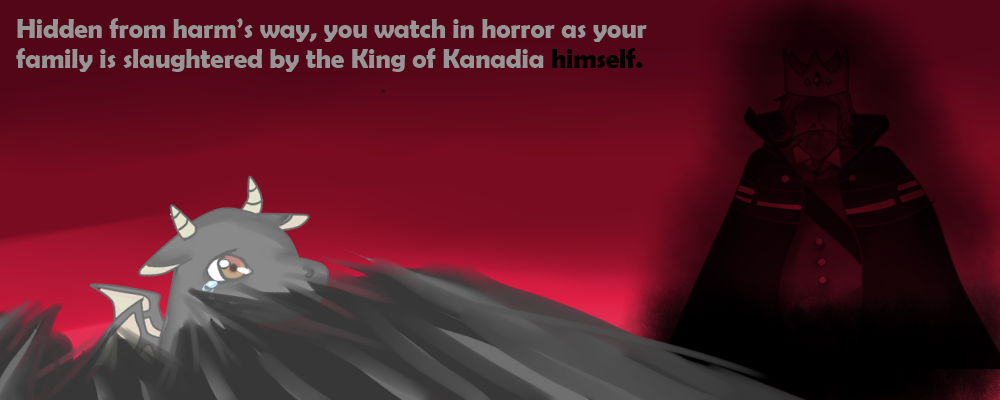 Hidden from harm’s way, you watch in horror as your
family is slaughtered by the King of Kanadia himself.